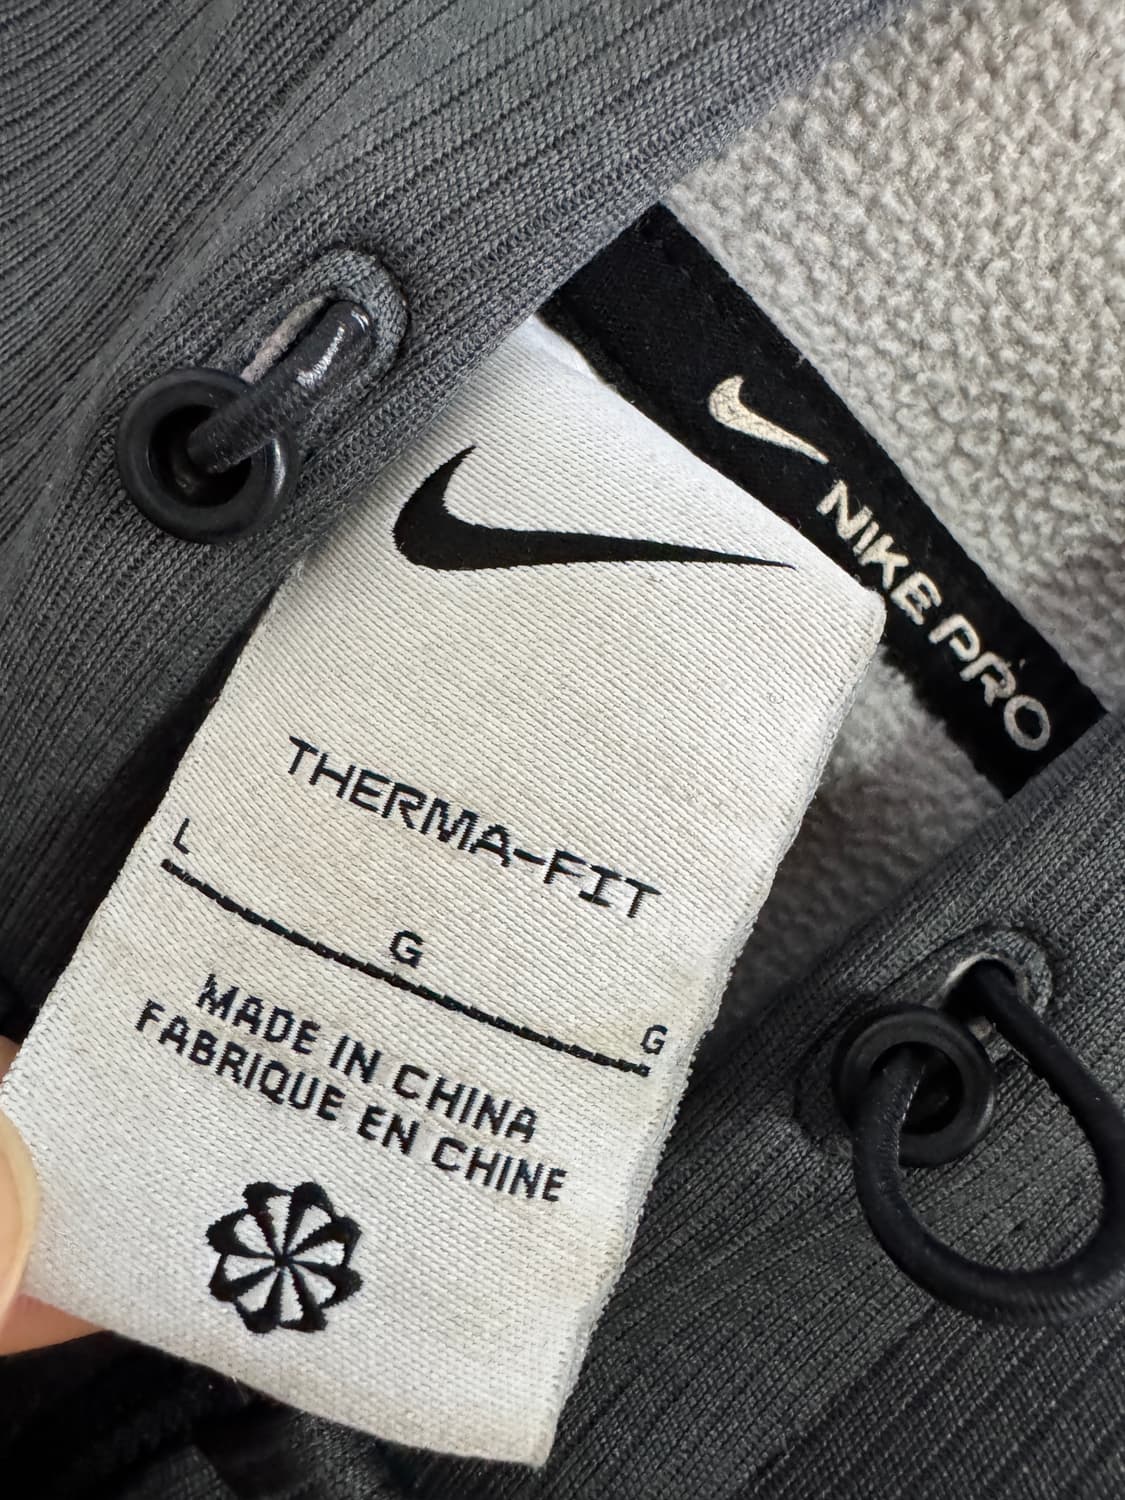 NIKE PRO
THERMA-FIT
L G G
MADE IN CHINA
FABRIQUE EN CHINE